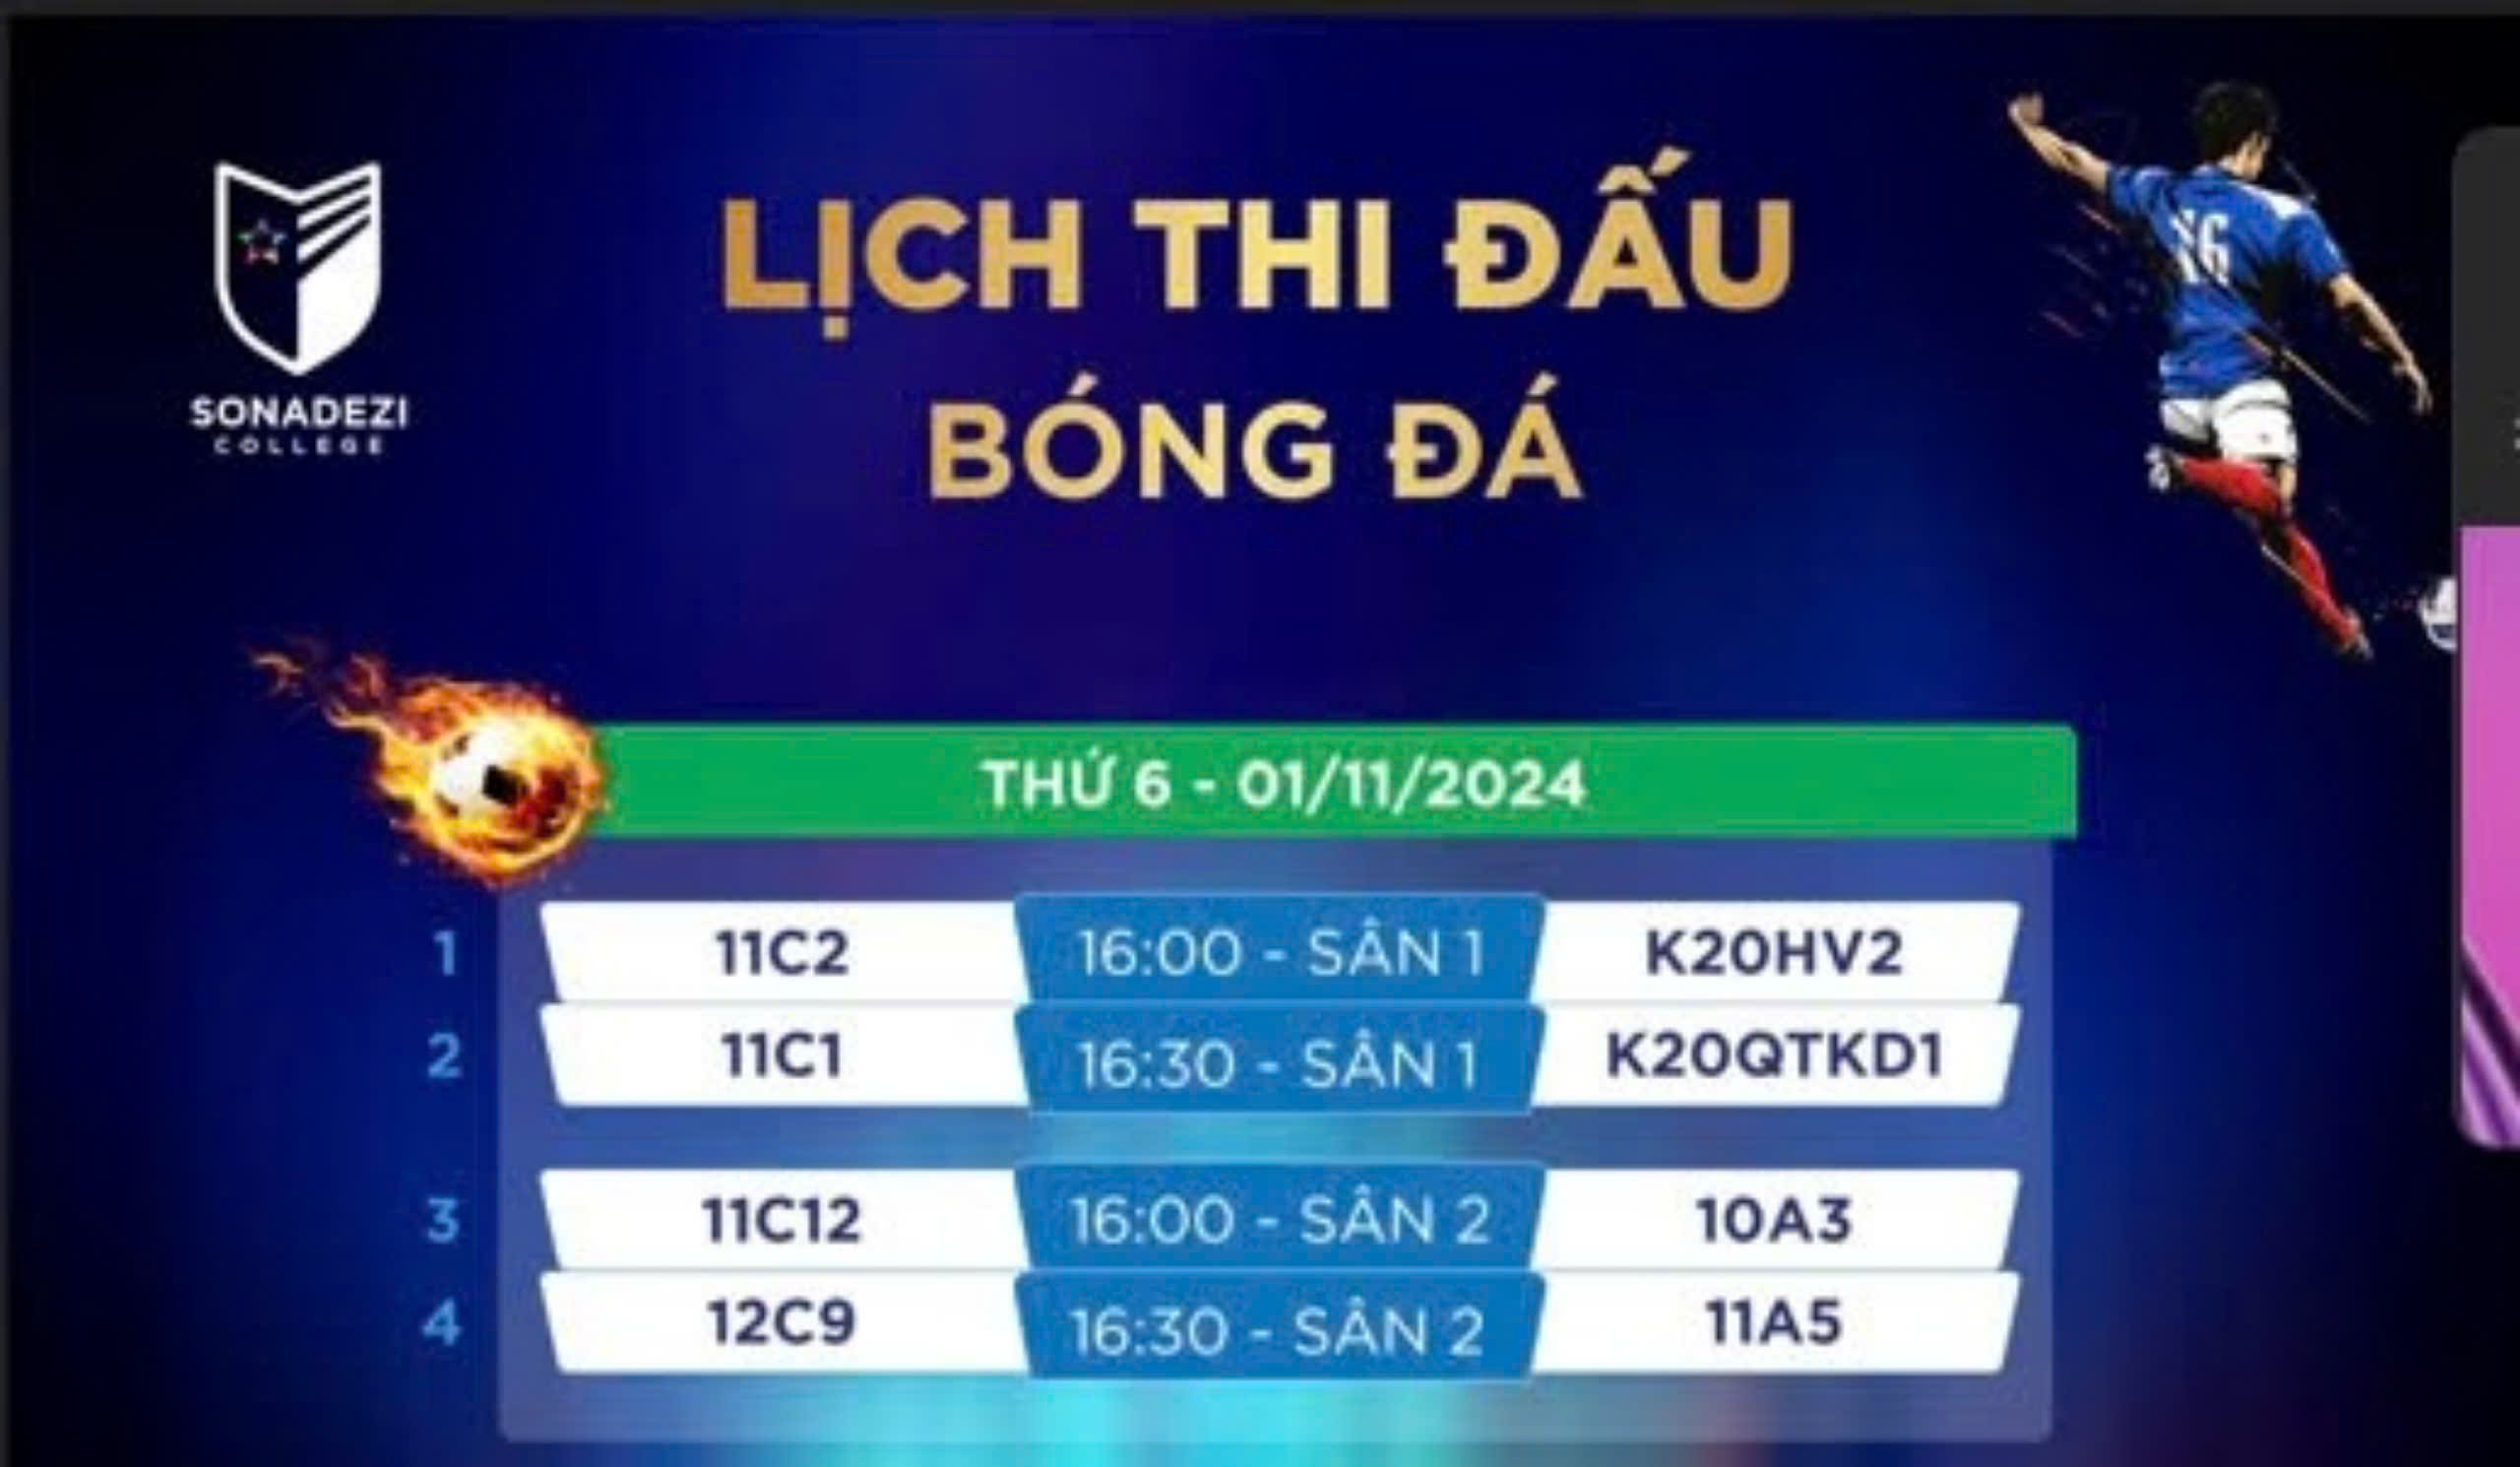 SONADEZI
COLLEGE
LỊCH THI ĐẤU
BÓNG ĐÁ
16
THỨ 6 - 01/11/2024
1 11C2 16:00 - SÂN 1 K20HV2
2 11C1 16:30 - SÂN 1 K20QTKD1
3 11C12 16:00 - SÂN 2 10A3
4 12C9 16:30 - SÂN 2 11A5